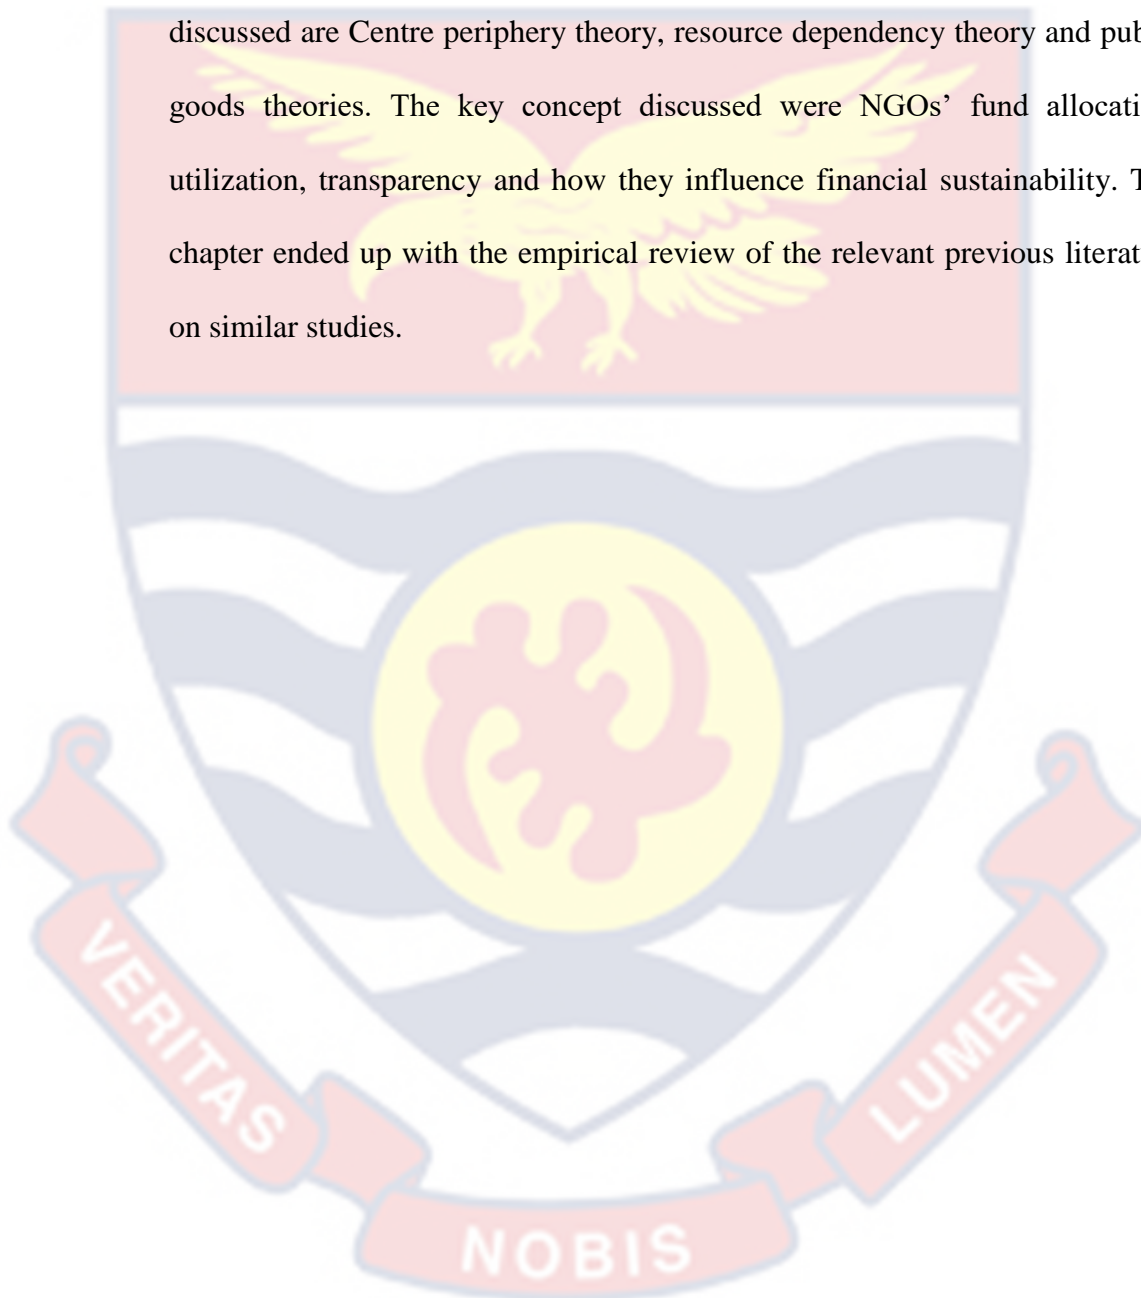 discussed are Centre periphery theory, resource dependency theory and pub
goods theories. The key concept discussed were NGOs' fund allocati
utilization, transparency and how they influence financial sustainability. T
chapter ended up with the empirical review of the relevant previous literat
on similar studies.
VERITAS
NOBIS
LUMEN